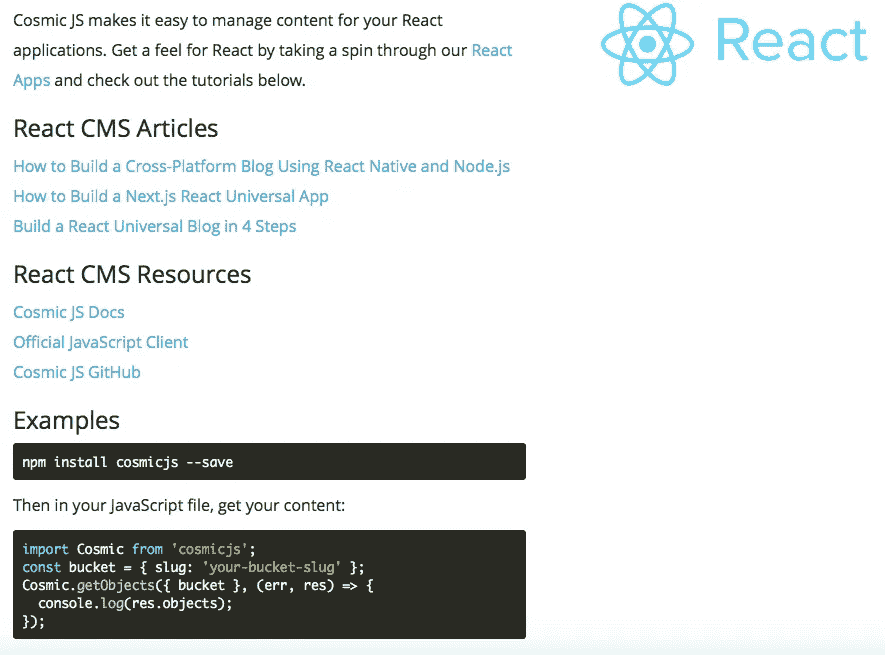 Cosmic JS makes it easy to manage content for your React
applications. Get a feel for React by taking a spin through our React
Apps and check out the tutorials below.
React
React CMS Articles
How to Build a Cross-Platform Blog Using React Native and Node.js
How to Build a Next.js React Universal App
Build a React Universal Blog in 4 Steps
React CMS Resources
Cosmic JS Docs
Official JavaScript Client
Cosmic JS GitHub
Examples
npm install cosmicjs --save
Then in your JavaScript file, get your content:
import Cosmic from 'cosmicjs';
const bucket = { slug: 'your-bucket-slug' };
Cosmic.getObjects({ bucket }, (err, res) => {
  console.log(res.objects);
});